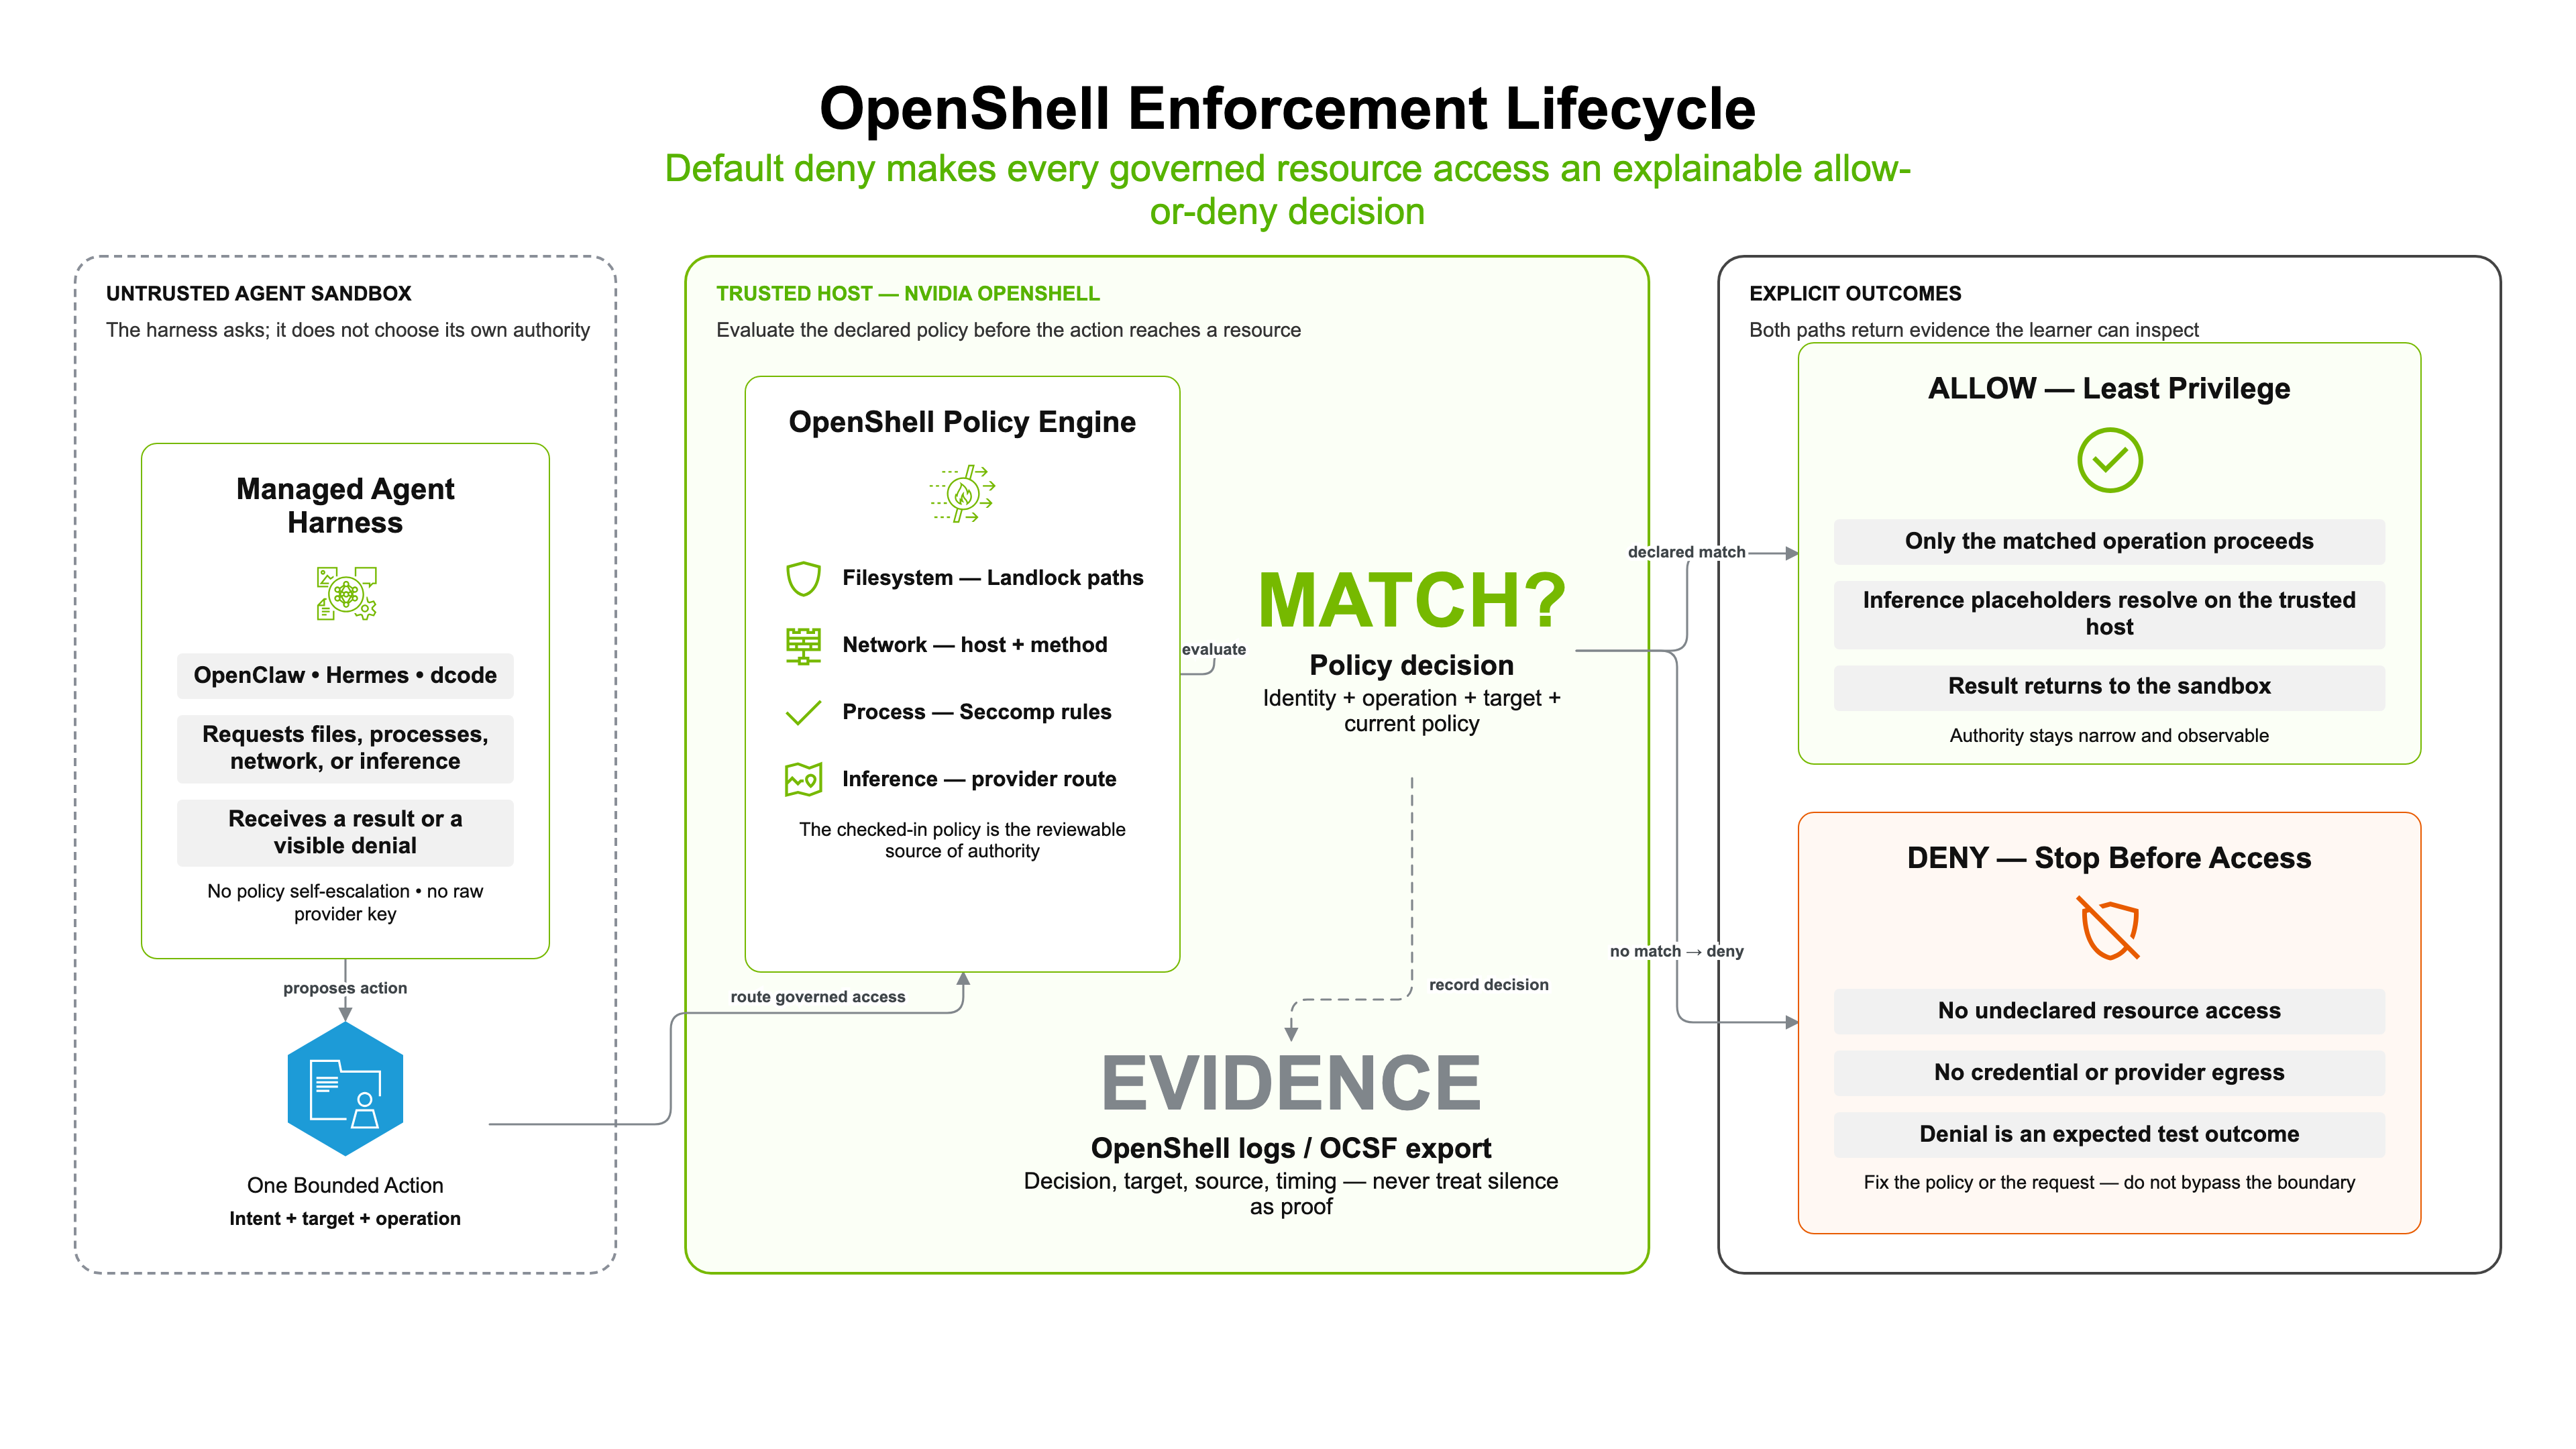 OpenShell Enforcement Lifecycle
Default deny makes every governed resource access an explainable allow-
or-deny decision
UNTRUSTED AGENT SANDBOX
The harness asks; it does not choose its own authority
Managed Agent
Harness
OpenClaw • Hermes • dcode
Requests files, processes,
network, or inference
Receives a result or a
visible denial
No policy self-escalation • no raw
provider key
proposes action
One Bounded Action
Intent + target + operation
TRUSTED HOST — NVIDIA OPENSHELL
Evaluate the declared policy before the action reaches a resource
OpenShell Policy Engine
Filesystem — Landlock paths
Network — host + method
Process — Seccomp rules
Inference — provider route
The checked-in policy is the reviewable
source of authority
route governed access
evaluate
MATCH?
Policy decision
Identity + operation + target +
current policy
record decision
EVIDENCE
OpenShell logs / OCSF export
Decision, target, source, timing — never treat silence
as proof
declared match
no match → deny
EXPLICIT OUTCOMES
Both paths return evidence the learner can inspect
ALLOW — Least Privilege
Only the matched operation proceeds
Inference placeholders resolve on the trusted
host
Result returns to the sandbox
Authority stays narrow and observable
DENY — Stop Before Access
No undeclared resource access
No credential or provider egress
Denial is an expected test outcome
Fix the policy or the request — do not bypass the boundary